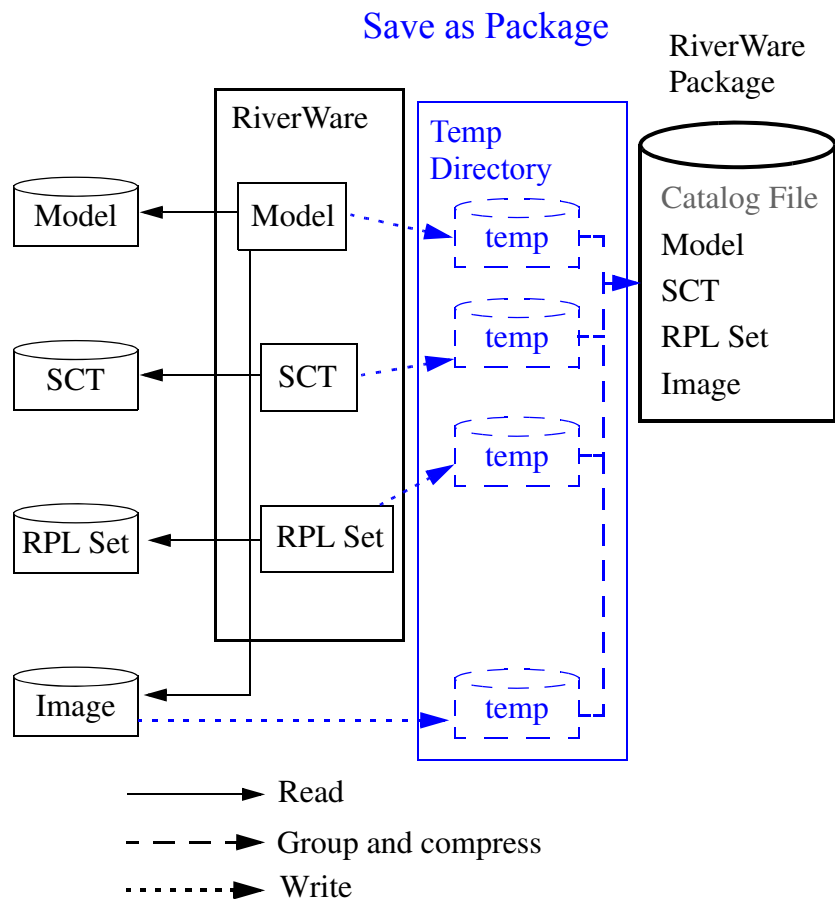 Save as Package
RiverWare
Package
RiverWare
Temp
Directory
Model
Model
temp
Catalog File
Model
SCT
RPL Set
Image
SCT
SCT
temp
RPL Set
RPL Set
temp
Image
temp
Read
Group and compress
Write